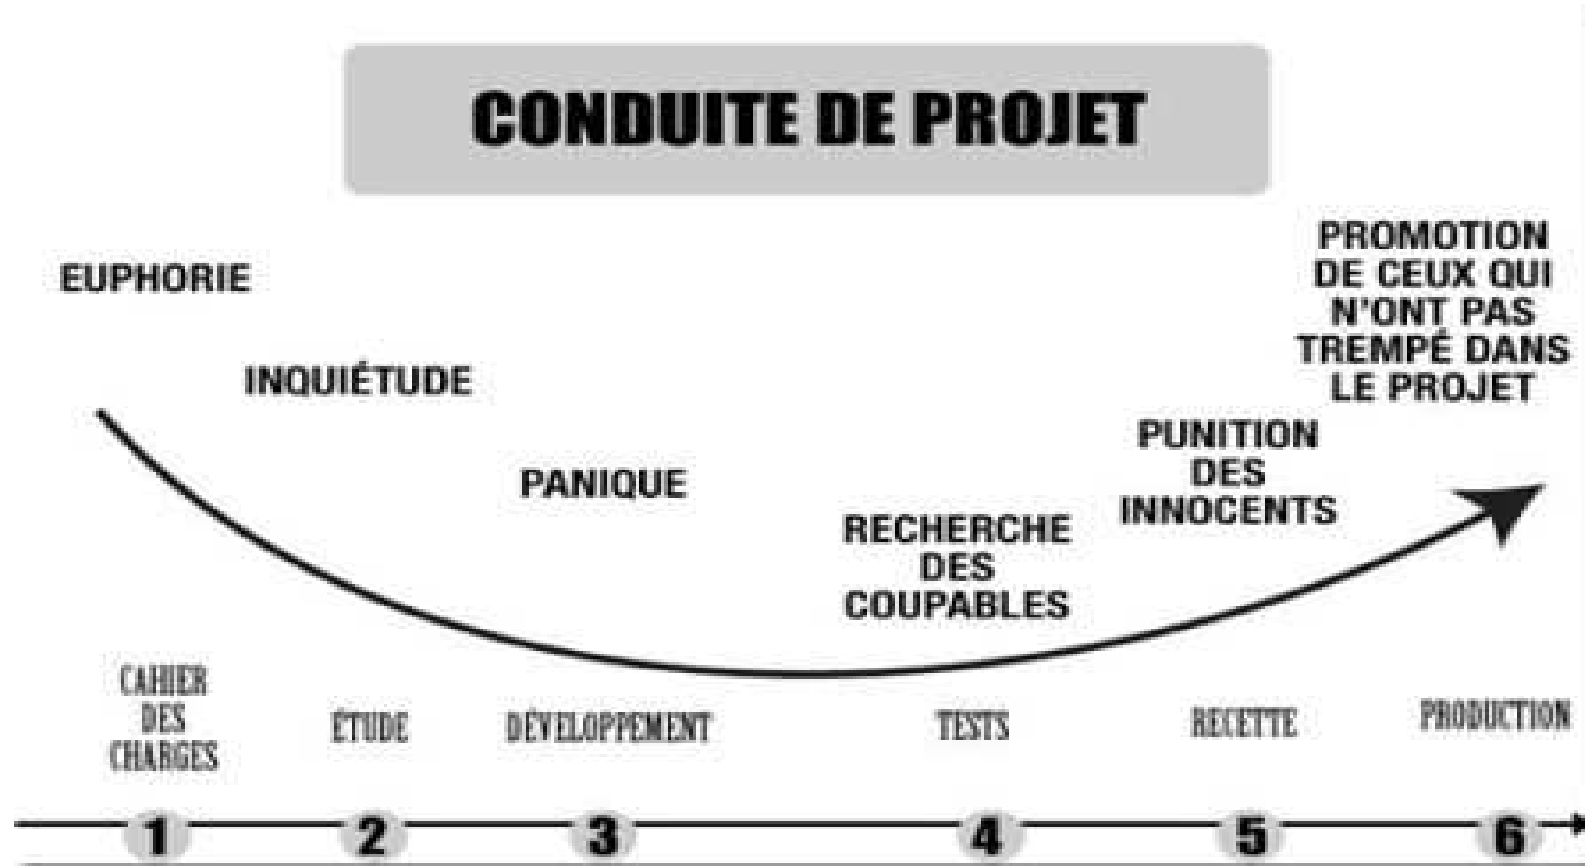 CONDUITE DE PROJET
EUPHORIE
INQUIÉTUDE
PANIQUE
RECHERCHE
DES
COUPABLES
PUNITION
DES
INNOCENTS
PROMOTION
DE CEUX QUI
N'ONT PAS
TREMPÉ DANS
LE PROJET
CAHIER
DES
CHARGES
ÉTUDE
DÉVELOPPEMENT
TESTS
RECETTE
PRODUCTION
1
2
3
4
5
6